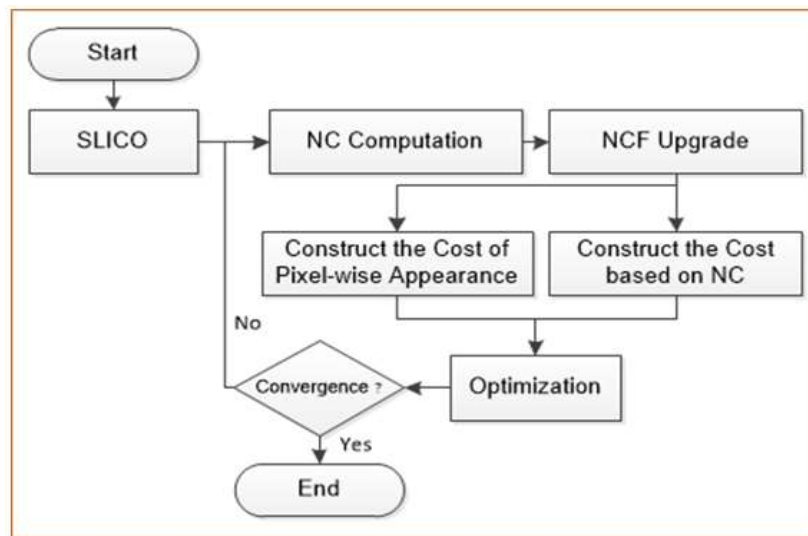 Start
SLICO
NC Computation
NCF Upgrade
Construct the Cost of
Pixel-wise Appearance
Construct the Cost
based on NC
No
Convergence ?
Optimization
Yes
End